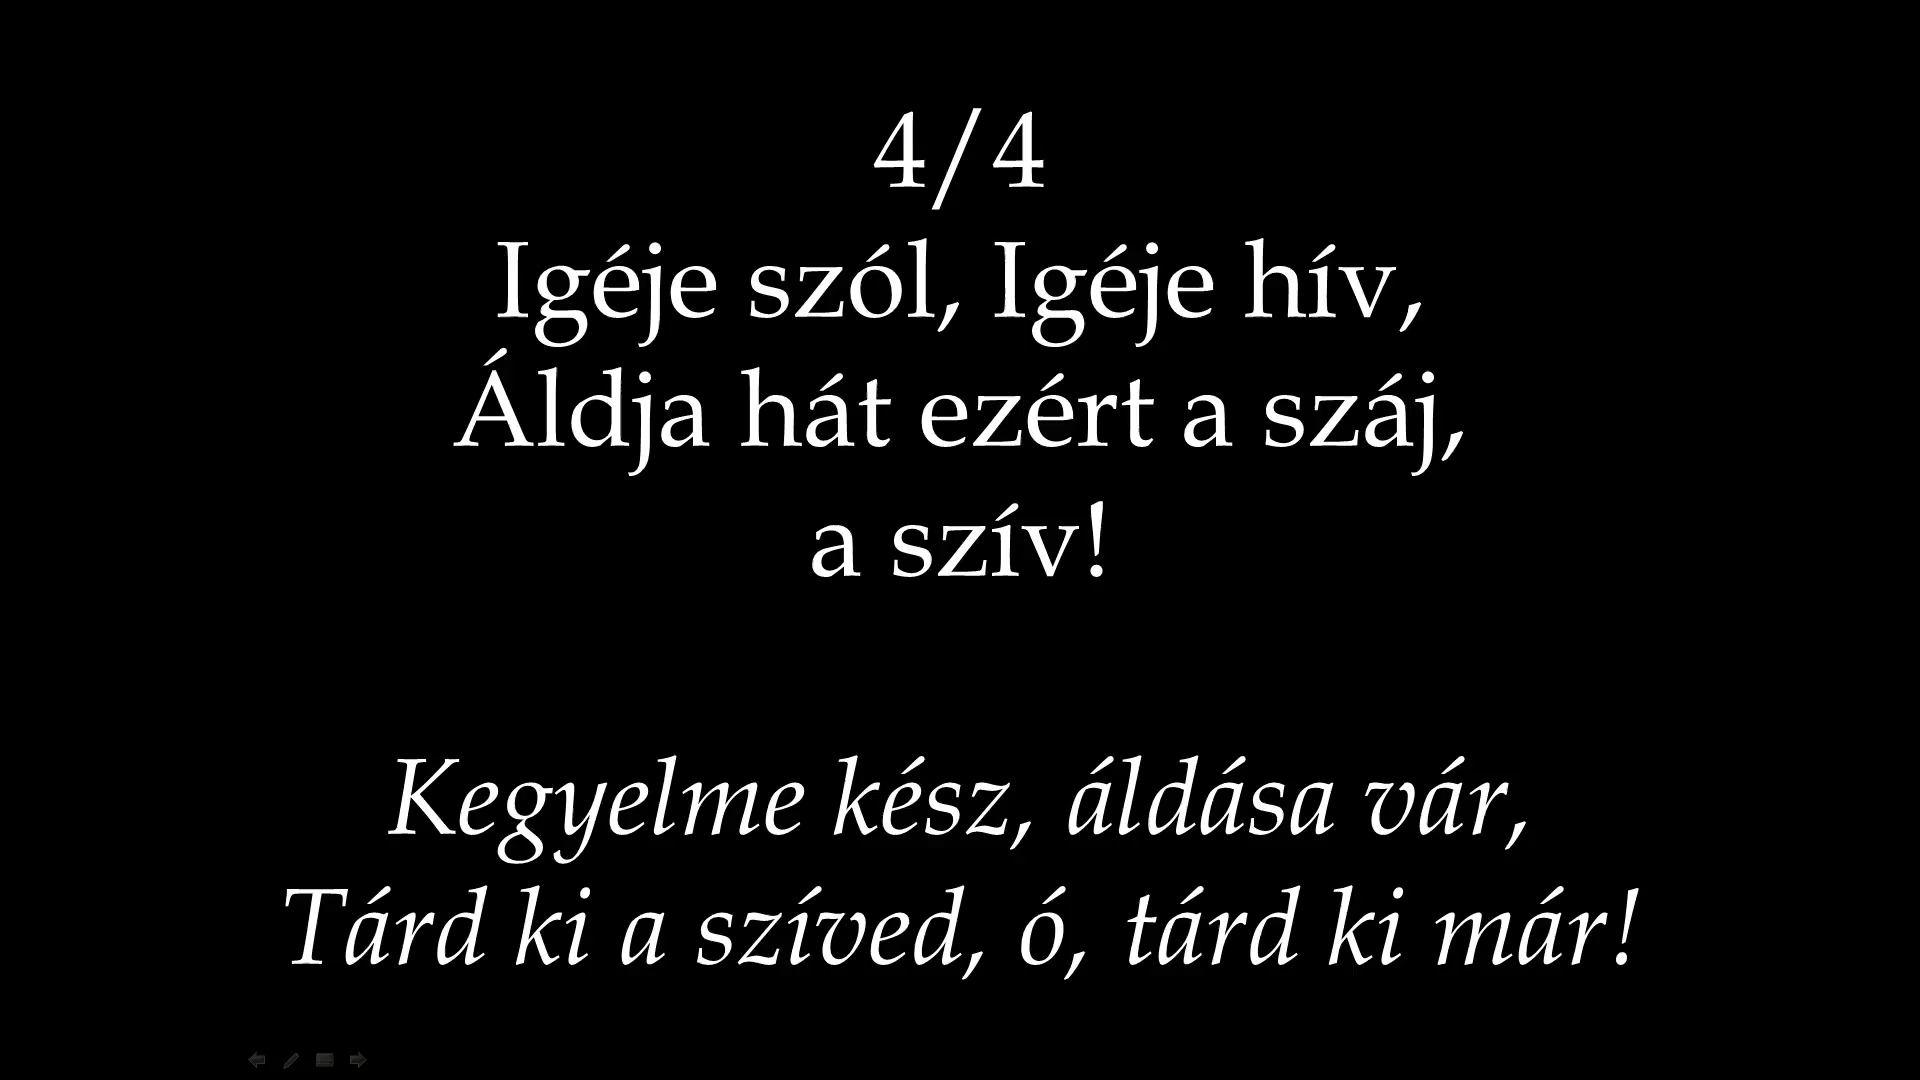 4/4
Igéje szól, Igéje hív,
Áldja hát ezért a száj,
a szív!
Kegyelme kész, áldása vár,
Tárd ki a szíved, ó, tárd ki már!